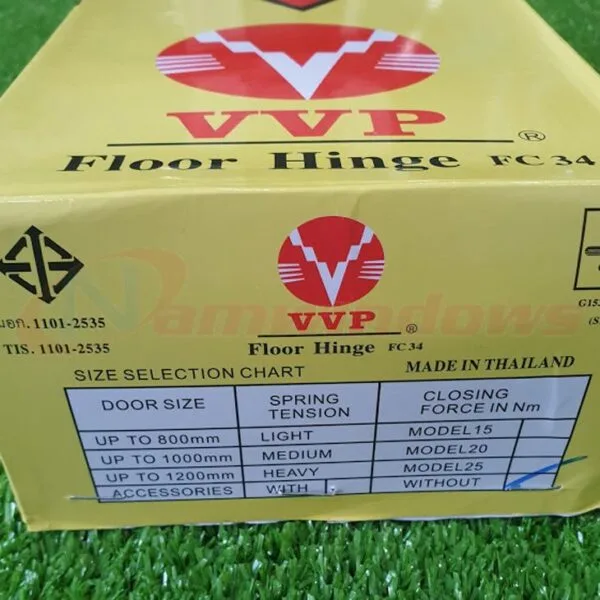 VVP ®
Floor Hinge FC 34
VVP ®
Floor Hinge FC 34
มอก. 1101-2535
TIS. 1101-2535
MADE IN THAILAND
SIZE SELECTION CHART
DOOR SIZE SPRING TENSION CLOSING FORCE IN Nm
UP TO 800mm LIGHT MODEL15
UP TO 1000mm MEDIUM MODEL20
UP TO 1200mm HEAVY MODEL25
ACCESSORIES WITH WITHOUT